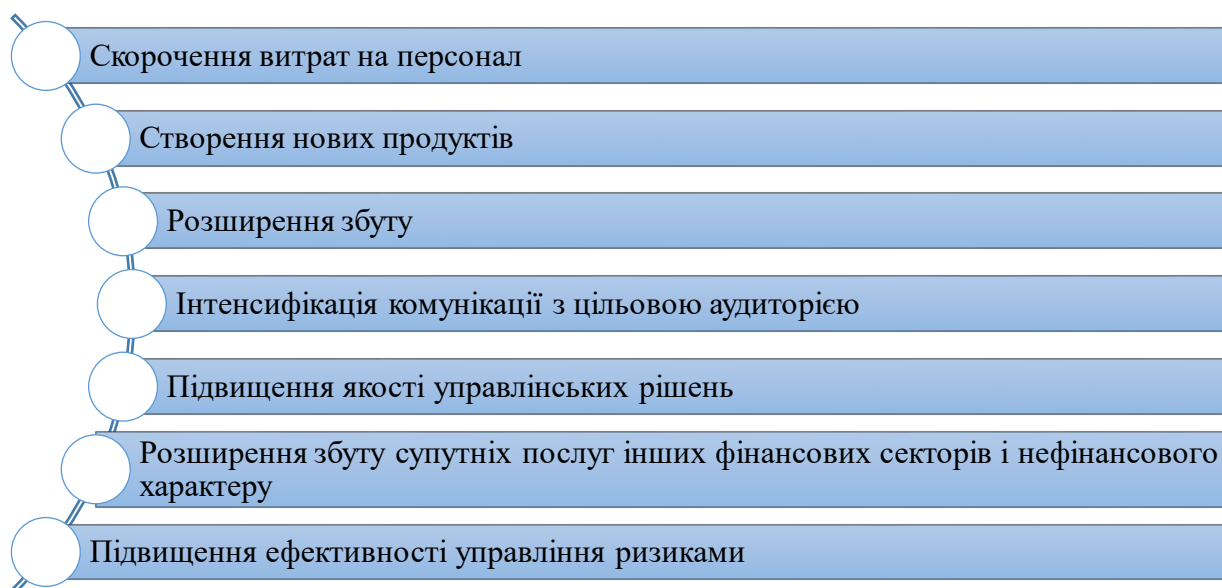 Скорочення витрат на персонал
Створення нових продуктів
Розширення збуту
Інтенсифікація комунікації з цільовою аудиторією
Підвищення якості управлінських рішень
Розширення збуту супутніх послуг інших фінансових секторів і нефінансового
характеру
Підвищення ефективності управління ризиками